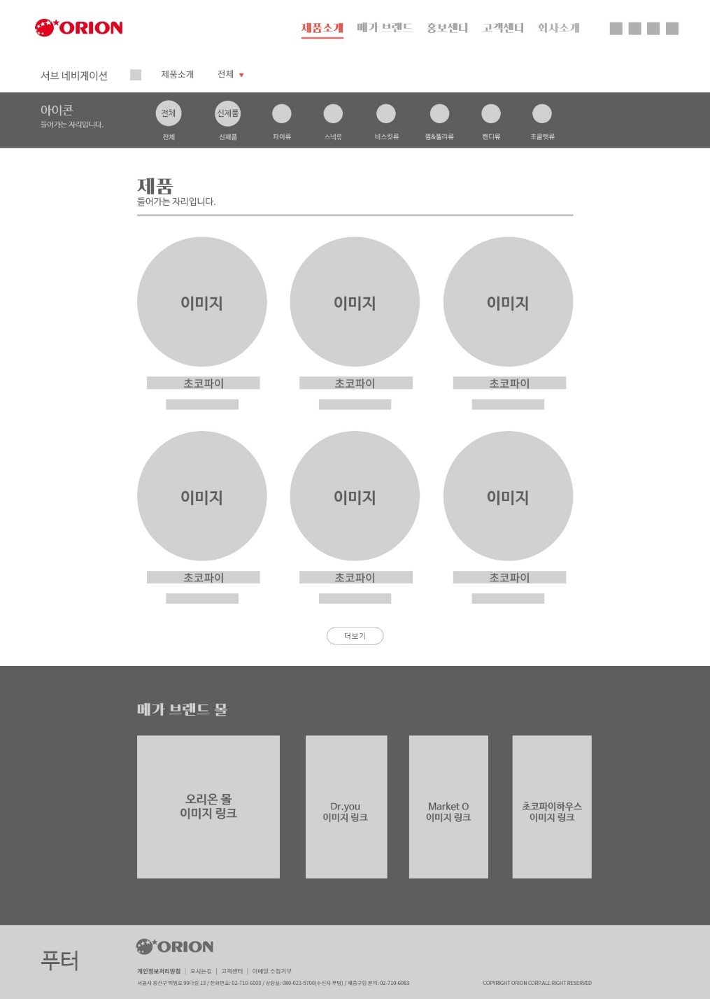 ORION
제품소개 메가 브랜드 홍보센터 고객센터 회사소개
서브 네비게이션 제품소개 전체 ▼
아이콘
들어가는 자리입니다.
전체 신제품
전체 신제품 파이류 스낵류 비스킷류 껌&젤리류 캔디류 초콜렛류
제품
들어가는 자리입니다.
이미지 이미지 이미지
초코파이 초코파이 초코파이
이미지 이미지 이미지
초코파이 초코파이 초코파이
더보기
메가 브랜드 몰
오리온 몰
이미지 링크
Dr.you
이미지 링크
Market O
이미지 링크
초코파이하우스
이미지 링크
푸터
ORION
개인정보처리방침 | 오시는길 | 고객센터 | 이메일 수집거부
서울시 용산구 백범로 90다길 13 / 전화번호: 02-710-6000 / 상담실: 080-023-5700(수신자 부담) / 제품구입 문의: 02-710-6083
COPYRIGHT ORION CORP.ALL RIGHT RESERVED